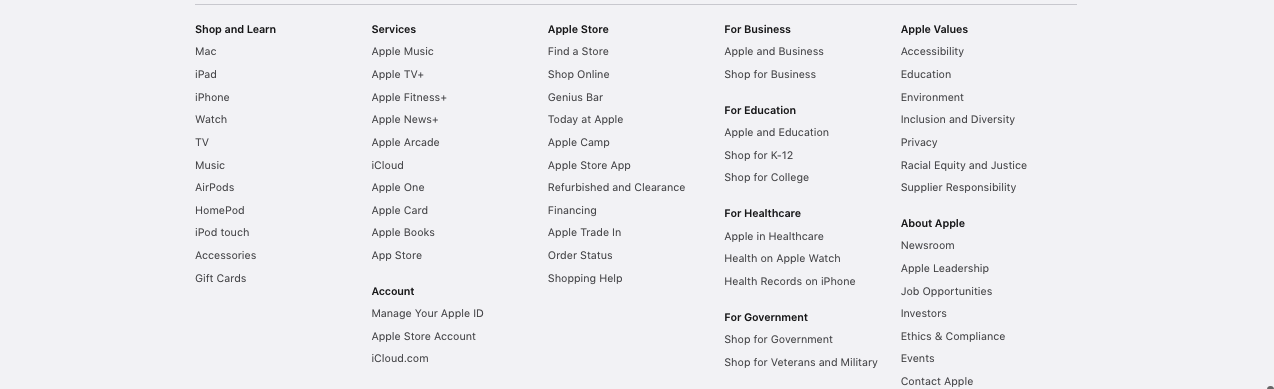 Shop and Learn
Mac
iPad
iPhone
Watch
TV
Music
AirPods
HomePod
iPod touch
Accessories
Gift Cards
Services
Apple Music
Apple TV+
Apple Fitness+
Apple News+
Apple Arcade
iCloud
Apple One
Apple Card
Apple Books
App Store
Account
Manage Your Apple ID
Apple Store Account
iCloud.com
Apple Store
Find a Store
Shop Online
Genius Bar
Today at Apple
Apple Camp
Apple Store App
Refurbished and Clearance
Financing
Apple Trade In
Order Status
Shopping Help
For Business
Apple and Business
Shop for Business
For Education
Apple and Education
Shop for K-12
Shop for College
For Healthcare
Apple in Healthcare
Health on Apple Watch
Health Records on iPhone
For Government
Shop for Government
Shop for Veterans and Military
Apple Values
Accessibility
Education
Environment
Inclusion and Diversity
Privacy
Racial Equity and Justice
Supplier Responsibility
About Apple
Newsroom
Apple Leadership
Job Opportunities
Investors
Ethics & Compliance
Events
Contact Apple